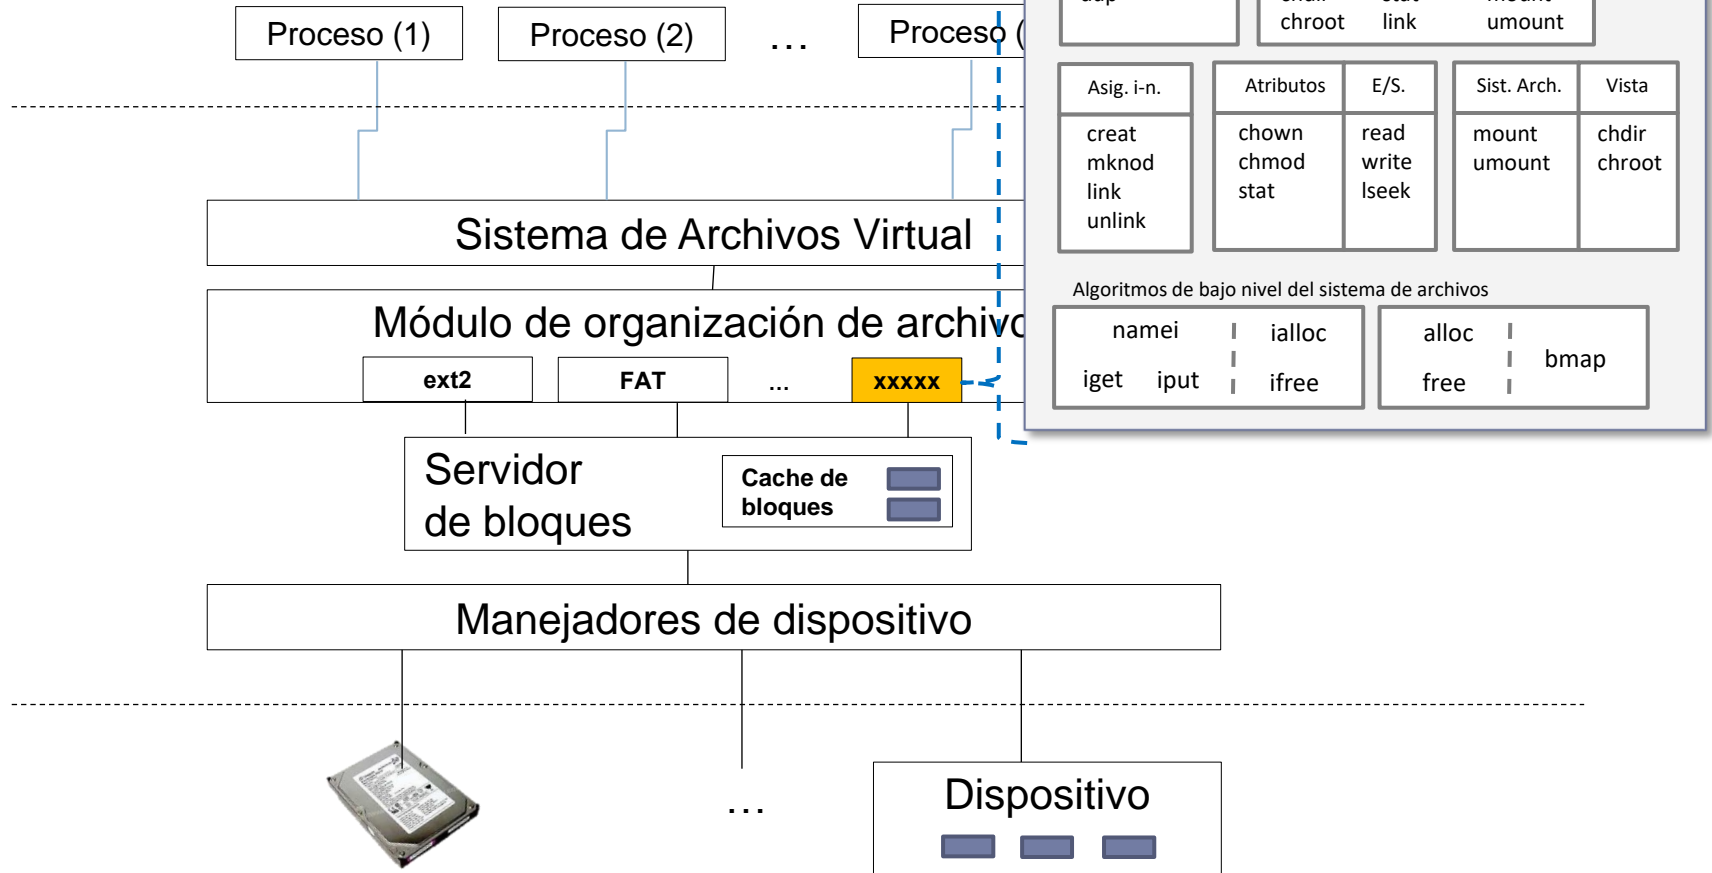 Proceso (1)
Proceso (2)
...
Proceso (
chroot link umount
Asig. i-n.
creat
mknod
link
unlink
Atributos E/S.
chown read
chmod write
stat lseek
Sist. Arch. Vista
mount chdir
umount chroot
Sistema de Archivos Virtual
Algoritmos de bajo nivel del sistema de archivos
namei ialloc
iget iput ifree
alloc
bmap
free
Módulo de organización de archivo
ext2
FAT
...
xxxxx
Servidor
de bloques
Cache de
bloques
Manejadores de dispositivo
...
Dispositivo